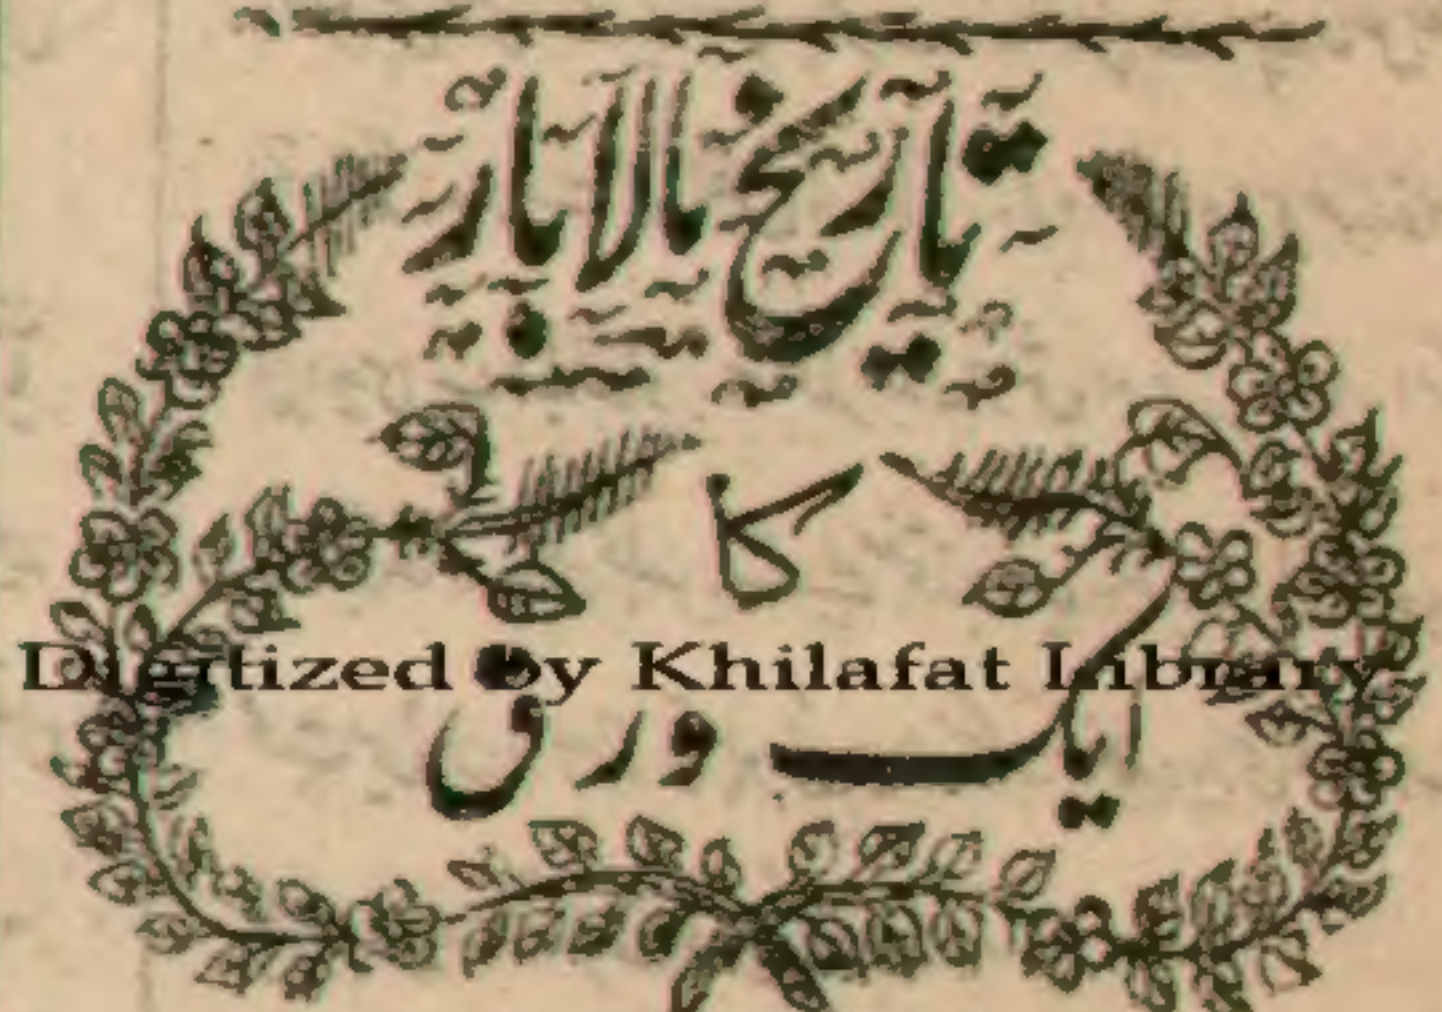 تاریخ مالابار
کا
Digitized by Khilafat Library
ایک ورق